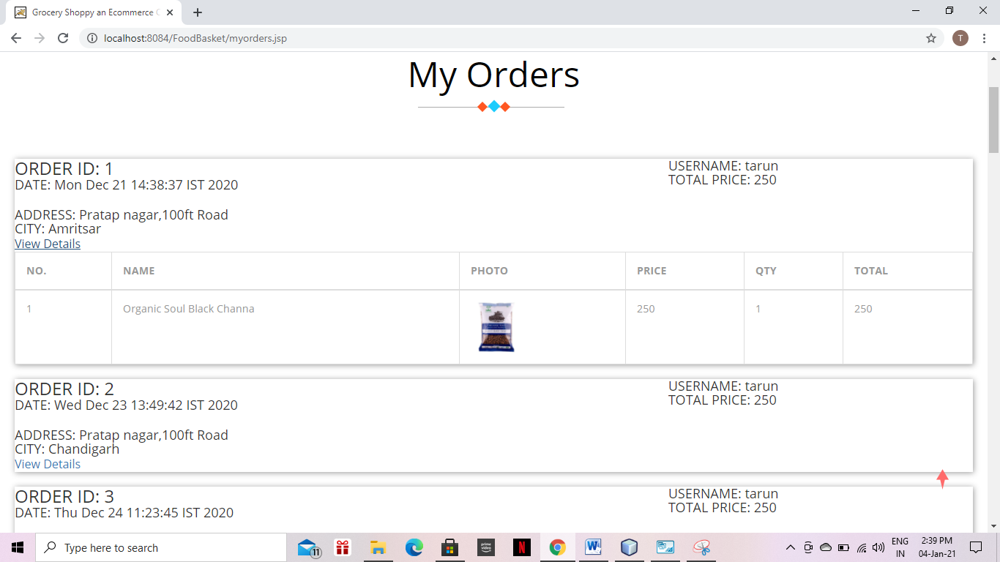 Grocery Shoppy an Ecommerce
localhost:8084/FoodBasket/myorders.jsp
T
My Orders
ORDER ID: 1
USERNAME: tarun
DATE: Mon Dec 21 14:38:37 IST 2020
TOTAL PRICE: 250
ADDRESS: Pratap nagar,100ft Road
CITY: Amritsar
View Details
NO. NAME PHOTO PRICE QTY TOTAL
1 Organic Soul Black Channa 250 1 250
ORDER ID: 2
USERNAME: tarun
DATE: Wed Dec 23 13:49:42 IST 2020
TOTAL PRICE: 250
ADDRESS: Pratap nagar,100ft Road
CITY: Chandigarh
View Details
ORDER ID: 3
USERNAME: tarun
DATE: Thu Dec 24 11:23:45 IST 2020
TOTAL PRICE: 250
Type here to search
11
prime video
N
W
ENG
IN
2:39 PM
04-Jan-21